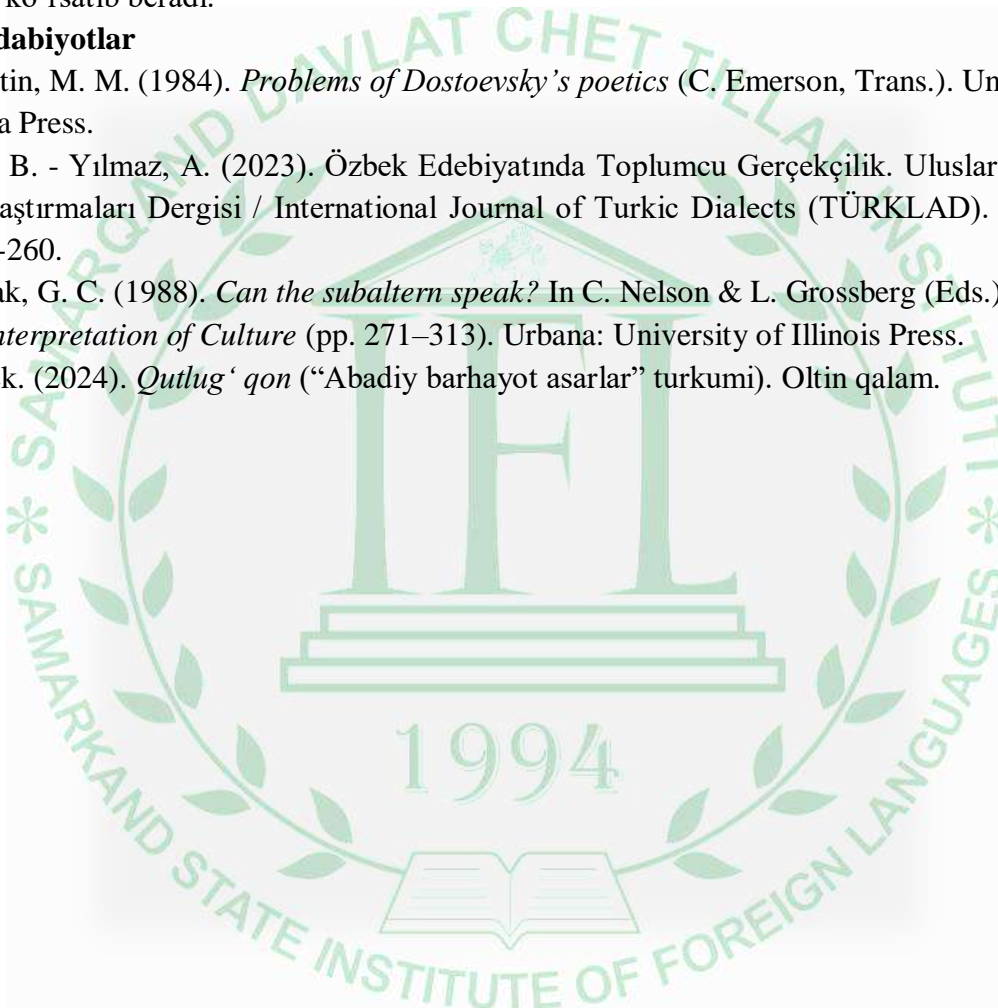 ko‘rsatib beradi.
dabiyotlar
tin, M. M. (1984). Problems of Dostoevsky’s poetics (C. Emerson, Trans.). Un
a Press.
B. - Yılmaz, A. (2023). Özbek Edebiyatında Toplumcu Gerçekçilik. Uluslar
aştırmaları Dergisi / International Journal of Turkic Dialects (TÜRKLAD).
-260.
ak, G. C. (1988). Can the subaltern speak? In C. Nelson & L. Grossberg (Eds.)
nterpretation of Culture (pp. 271–313). Urbana: University of Illinois Press.
k. (2024). Qutlug‘ qon (“Abadiy barhayot asarlar” turkumi). Oltin qalam.
SAMARQAND DAVLAT CHET TILLAR INSTITUTI
IFL
1994
* SAMARKAND STATE INSTITUTE OF FOREIGN LANGUAGES *